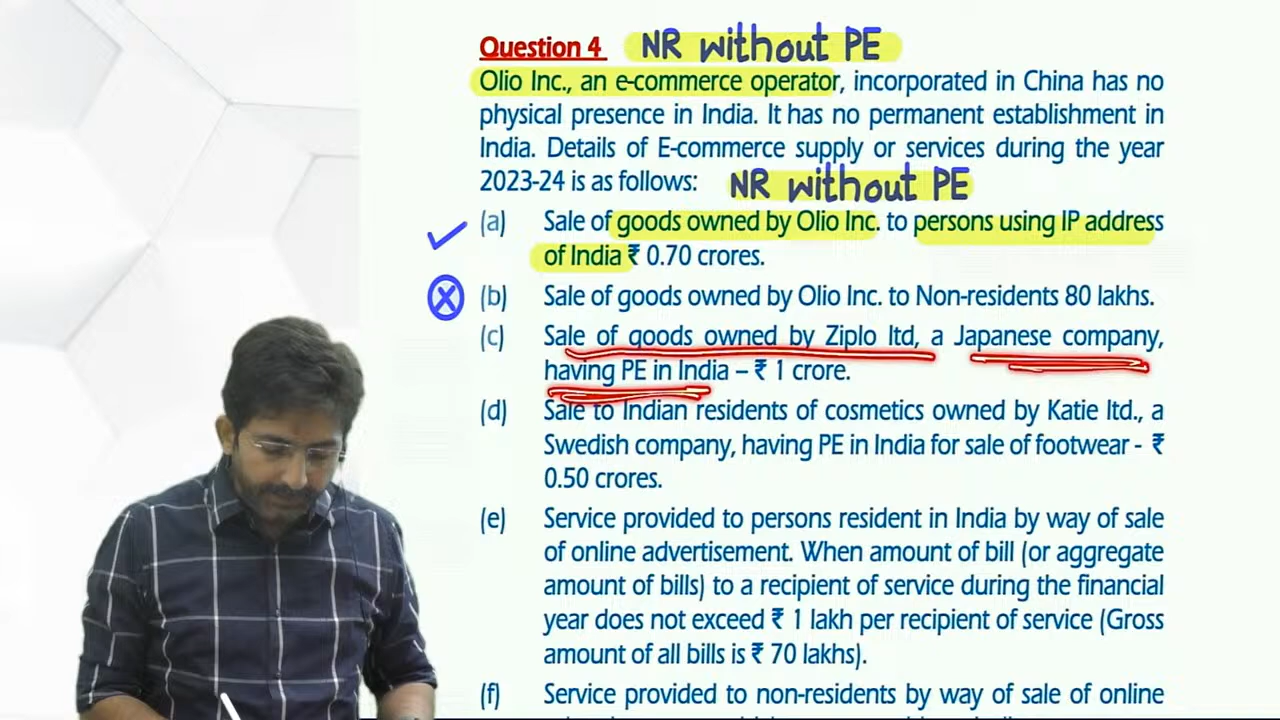 Question 4 NR without PE
Olio Inc., an e-commerce operator, incorporated in China has no
physical presence in India. It has no permanent establishment in
India. Details of E-commerce supply or services during the year
2023-24 is as follows: NR without PE
(a) Sale of goods owned by Olio Inc. to persons using IP address
of India ₹ 0.70 crores.
(b) Sale of goods owned by Olio Inc. to Non-residents 80 lakhs.
(c) Sale of goods owned by Ziplo ltd, a Japanese company,
having PE in India – ₹ 1 crore.
(d) Sale to Indian residents of cosmetics owned by Katie ltd., a
Swedish company, having PE in India for sale of footwear - ₹
0.50 crores.
(e) Service provided to persons resident in India by way of sale
of online advertisement. When amount of bill (or aggregate
amount of bills) to a recipient of service during the financial
year does not exceed ₹ 1 lakh per recipient of service (Gross
amount of all bills is ₹ 70 lakhs).
(f) Service provided to non-residents by way of sale of online